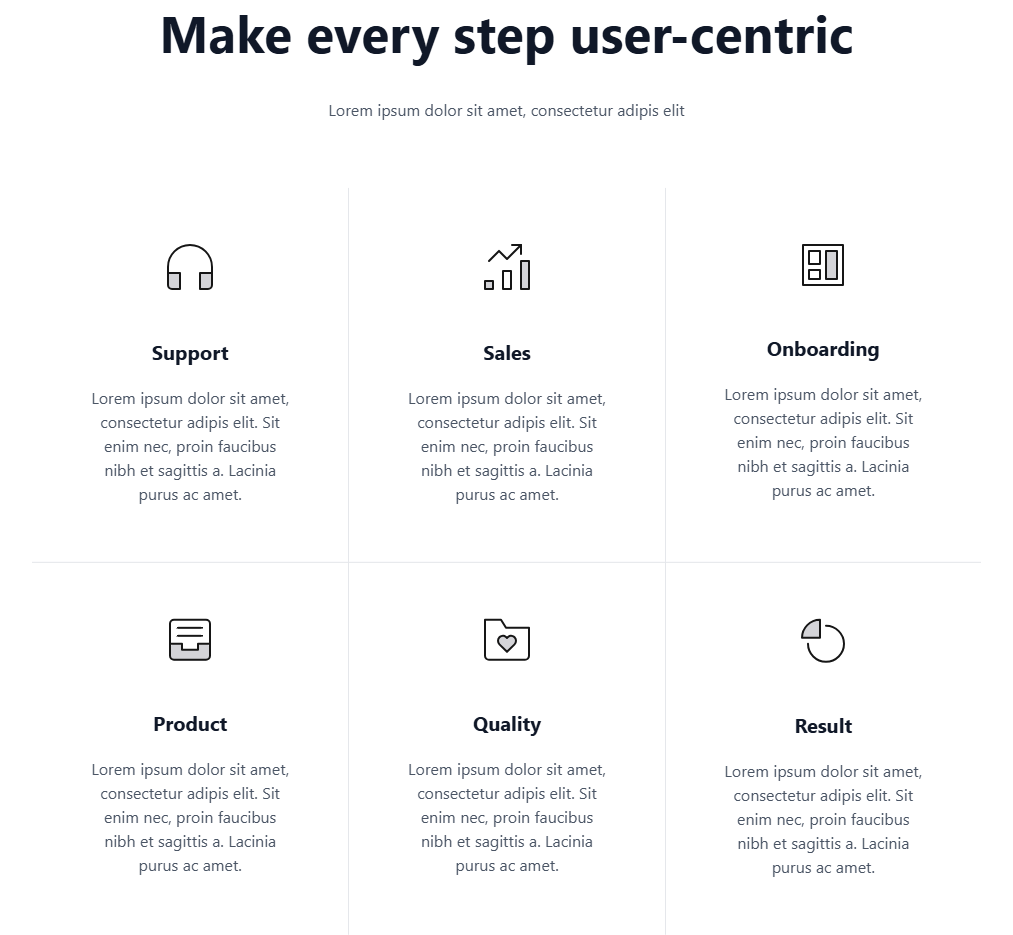 Make every step user-centric
Lorem ipsum dolor sit amet, consectetur adipis elit
Support
Lorem ipsum dolor sit amet,
consectetur adipis elit. Sit
enim nec, proin faucibus
nibh et sagittis a. Lacinia
purus ac amet.
Sales
Lorem ipsum dolor sit amet,
consectetur adipis elit. Sit
enim nec, proin faucibus
nibh et sagittis a. Lacinia
purus ac amet.
Onboarding
Lorem ipsum dolor sit amet,
consectetur adipis elit. Sit
enim nec, proin faucibus
nibh et sagittis a. Lacinia
purus ac amet.
Product
Lorem ipsum dolor sit amet,
consectetur adipis elit. Sit
enim nec, proin faucibus
nibh et sagittis a. Lacinia
purus ac amet.
Quality
Lorem ipsum dolor sit amet,
consectetur adipis elit. Sit
enim nec, proin faucibus
nibh et sagittis a. Lacinia
purus ac amet.
Result
Lorem ipsum dolor sit amet,
consectetur adipis elit. Sit
enim nec, proin faucibus
nibh et sagittis a. Lacinia
purus ac amet.